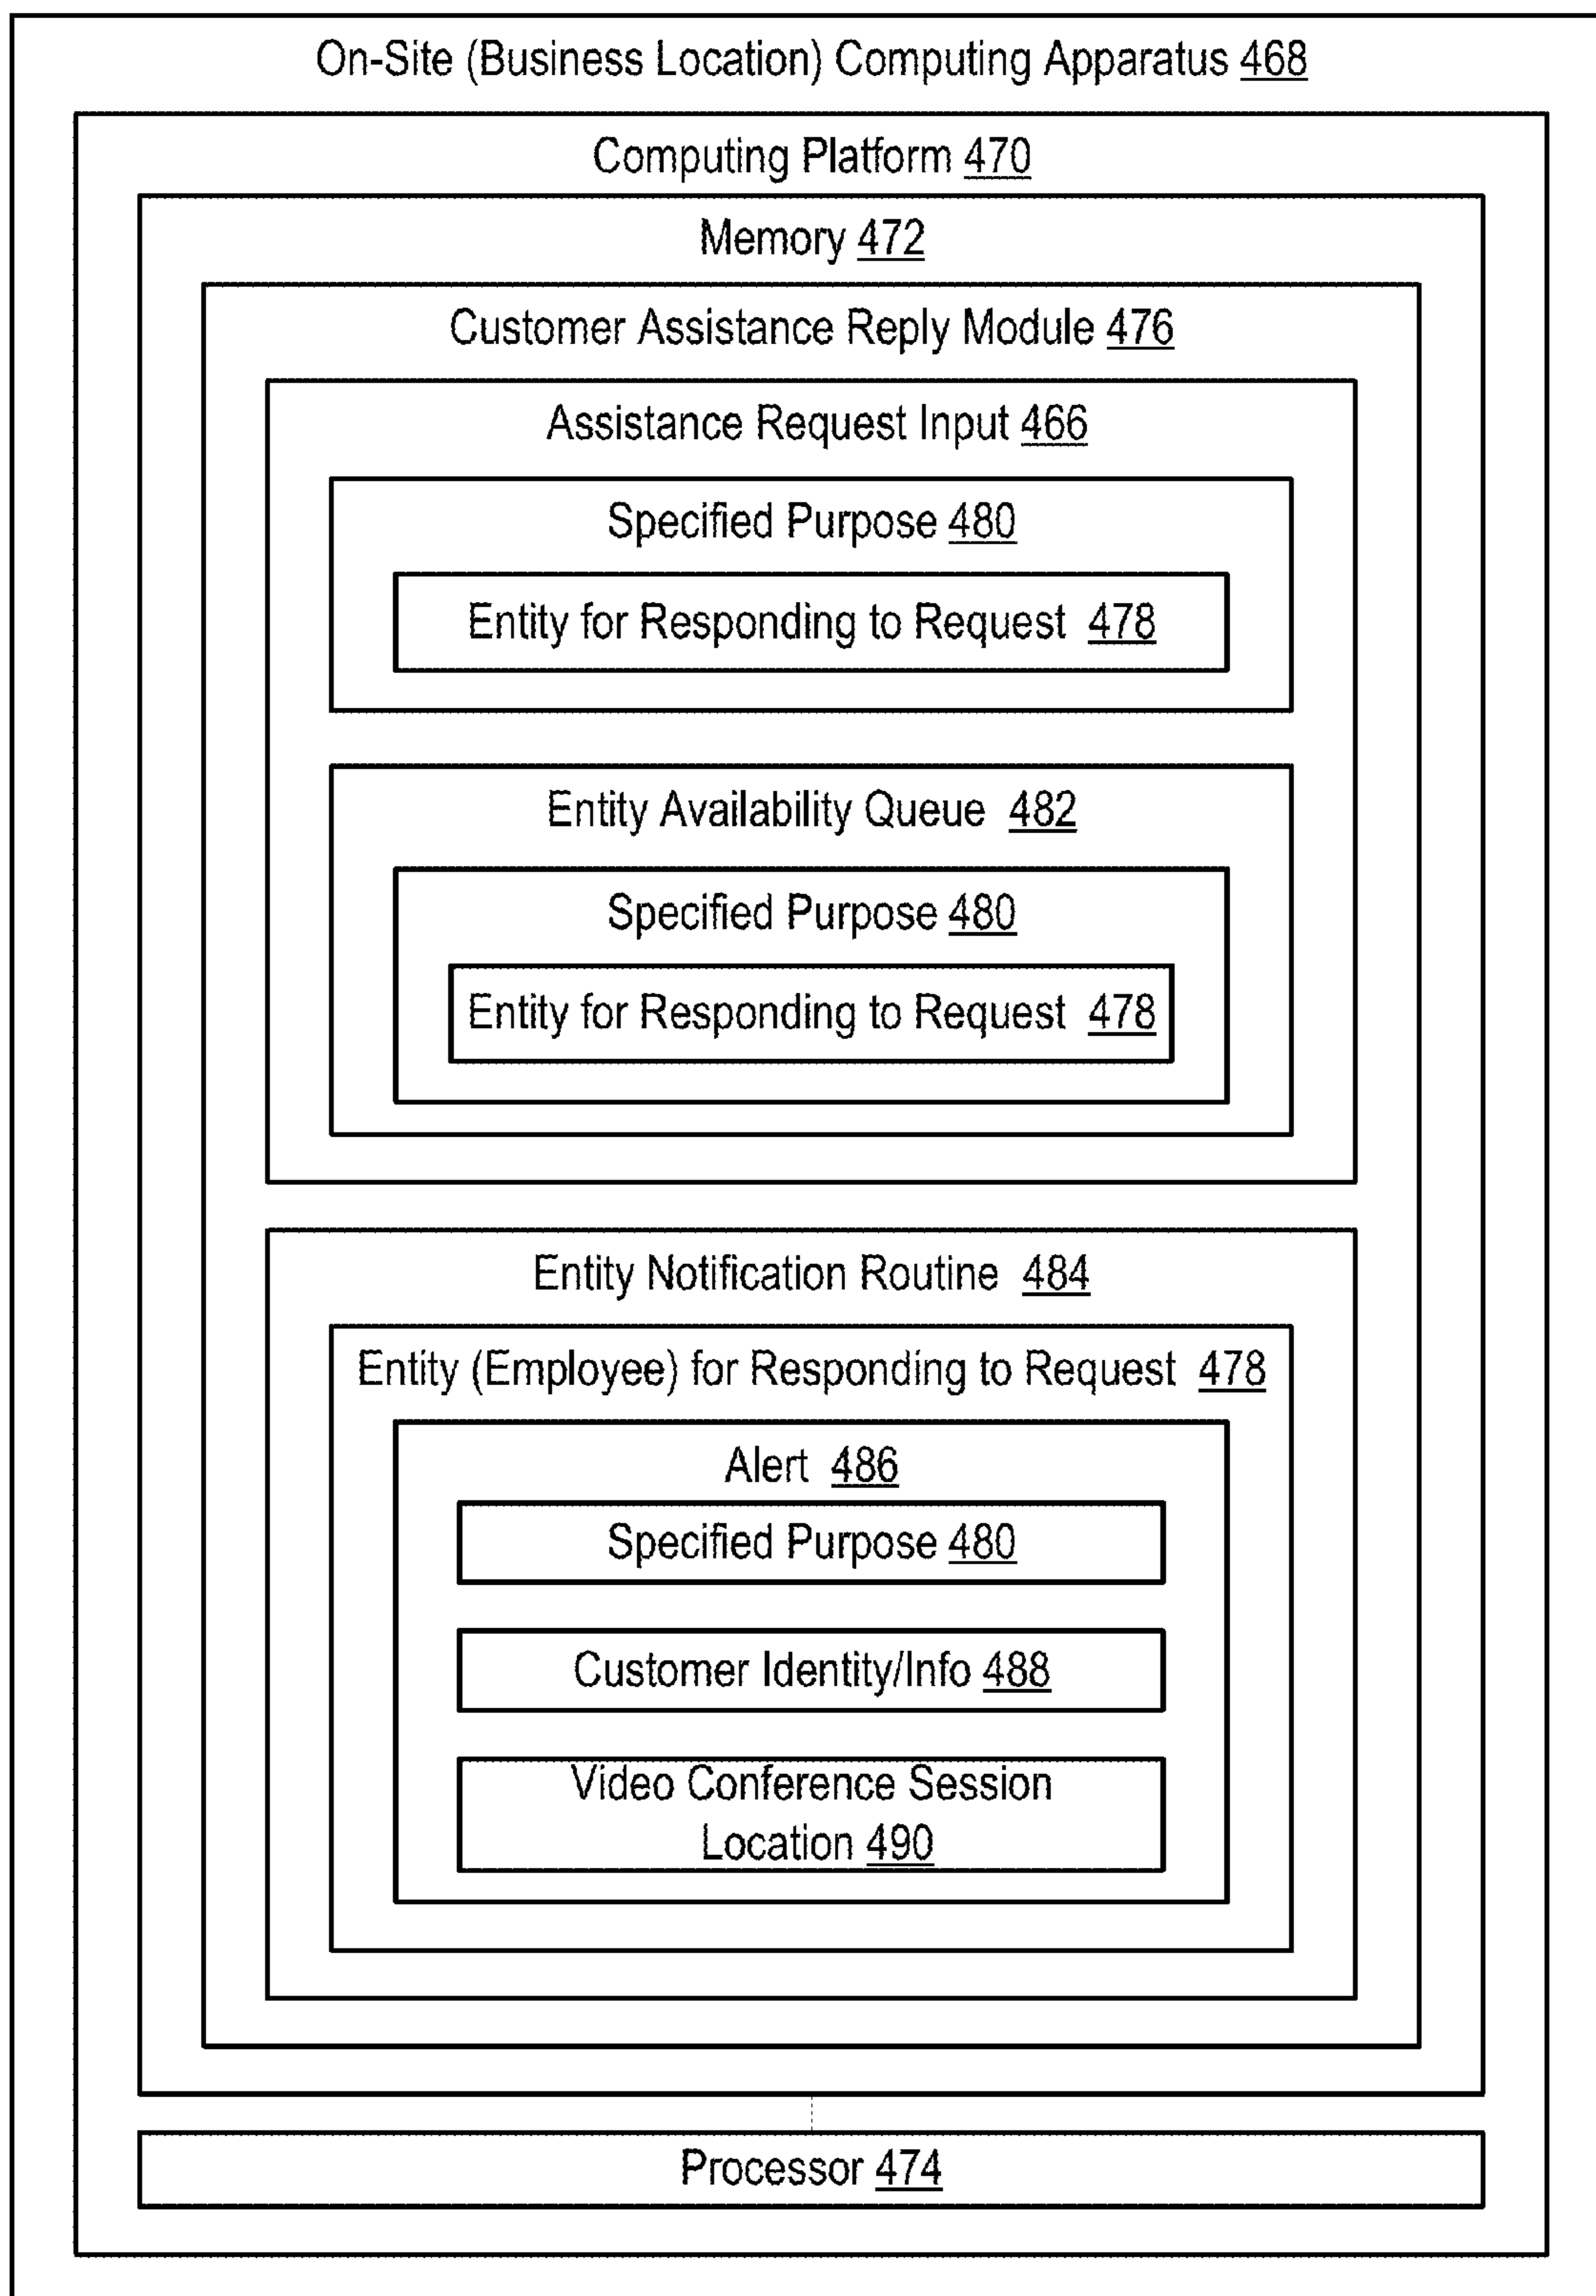 On-Site (Business Location) Computing Apparatus 468
Computing Platform 470
Memory 472
Customer Assistance Reply Module 476
Assistance Request Input 466
Specified Purpose 480
Entity for Responding to Request 478
Entity Availability Queue 482
Specified Purpose 480
Entity for Responding to Request 478
Entity Notification Routine 484
Entity (Employee) for Responding to Request 478
Alert 486
Specified Purpose 480
Customer Identity/Info 488
Video Conference Session
Location 490
Processor 474